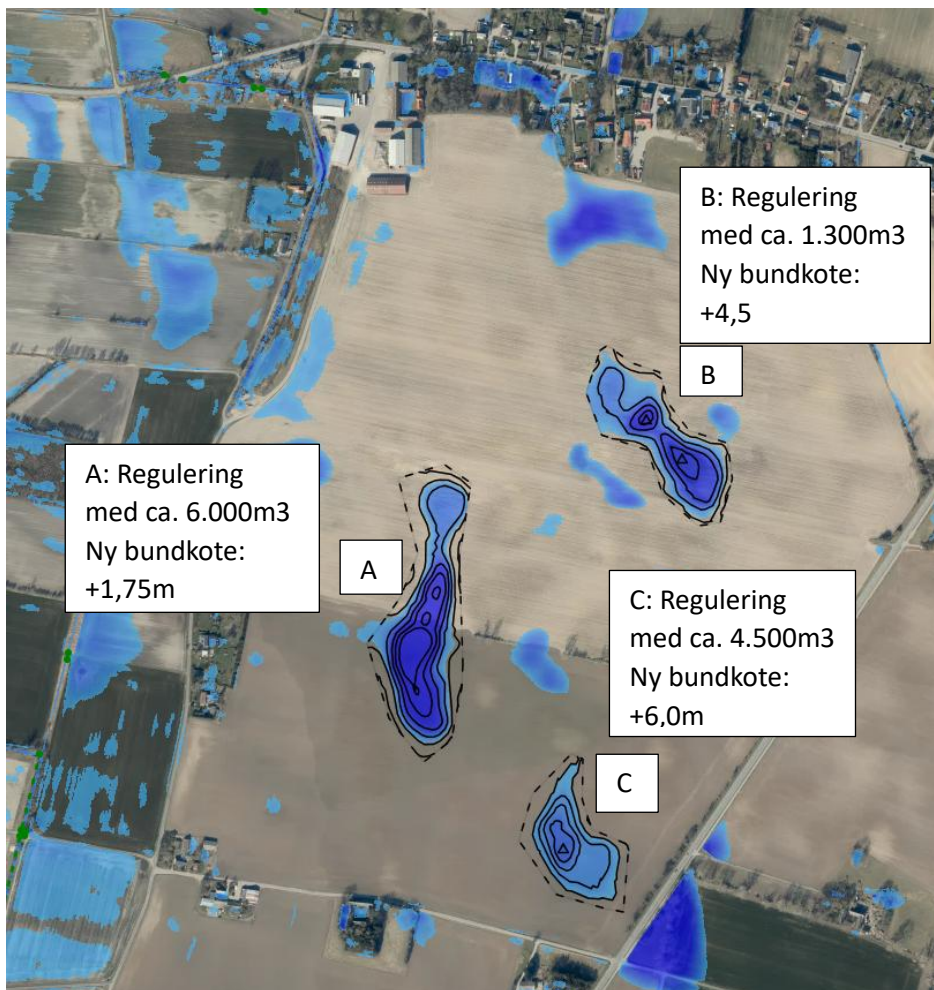 B: Regulering
med ca. 1.300m3
Ny bundkote:
+4,5
B
A: Regulering
med ca. 6.000m3
Ny bundkote:
+1,75m
A
C: Regulering
med ca. 4.500m3
Ny bundkote:
+6,0m
C